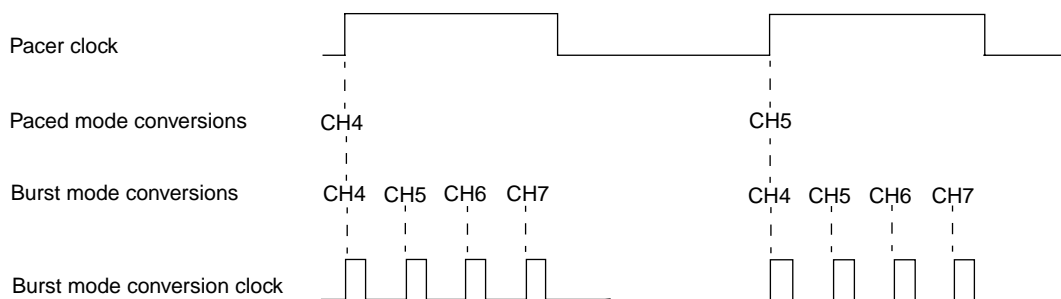 Pacer clock
Paced mode conversions CH4 CH5
Burst mode conversions CH4 CH5 CH6 CH7 CH4 CH5 CH6 CH7
Burst mode conversion clock